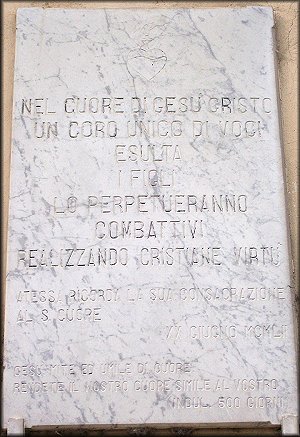 NEL CUORE DI GESÙ CRISTO
UN CORO UNICO DI VOCI
ESULTA
I FIGLI
LO PERPETUERANNO
COMBATTIVI
REALIZZANDO CRISTIANE VIRTÙ
ATESSA RICORDA LA SUA CONSACRAZIONE
AL S. CUORE
XX GIUGNO MCMLII
GESÙ MITE ED UMILE DI CUORE
RENDETE IL NOSTRO CUORE SIMILE AL VOSTRO
INDUL. 500 GIORNI